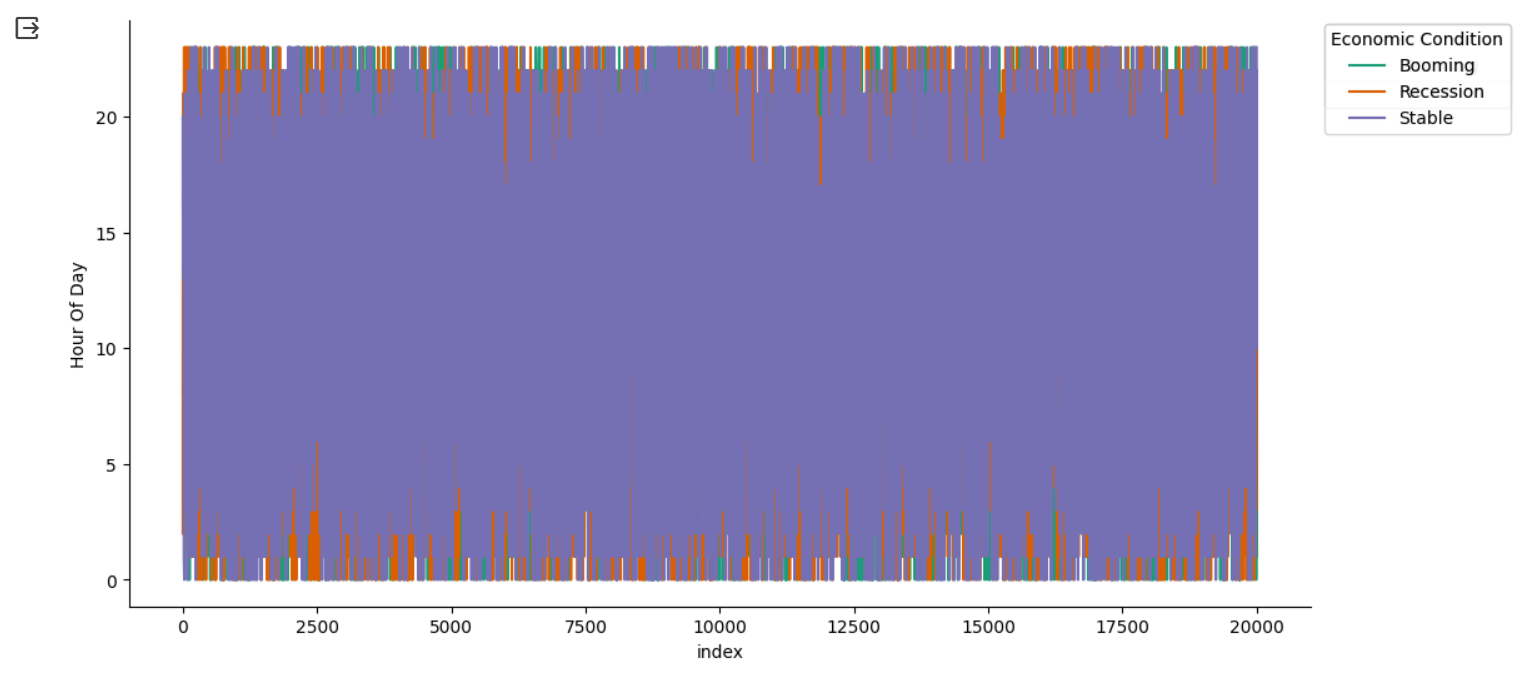 Economic Condition
Booming
Recession
Stable
20
15
10
5
0
Hour Of Day
0 2500 5000 7500 10000 12500 15000 17500 20000
index